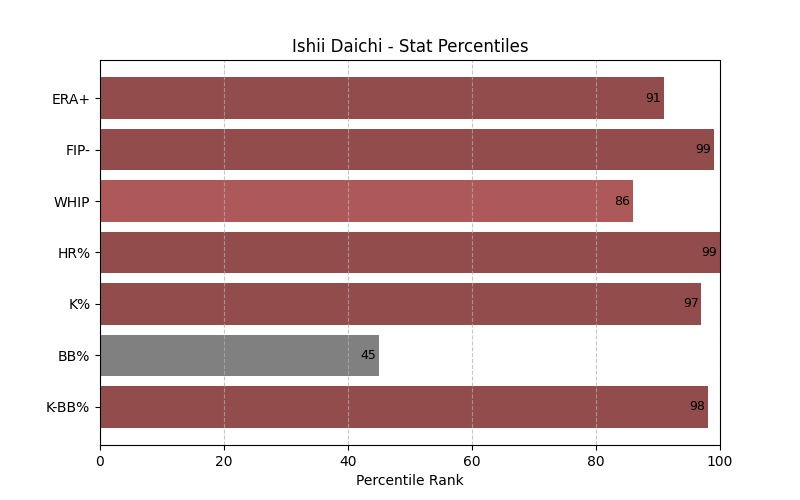 Ishii Daichi - Stat Percentiles
ERA+ 91
FIP- 99
WHIP 86
HR% 99
K% 97
BB% 45
K-BB% 98
0 20 40 60 80 100
Percentile Rank